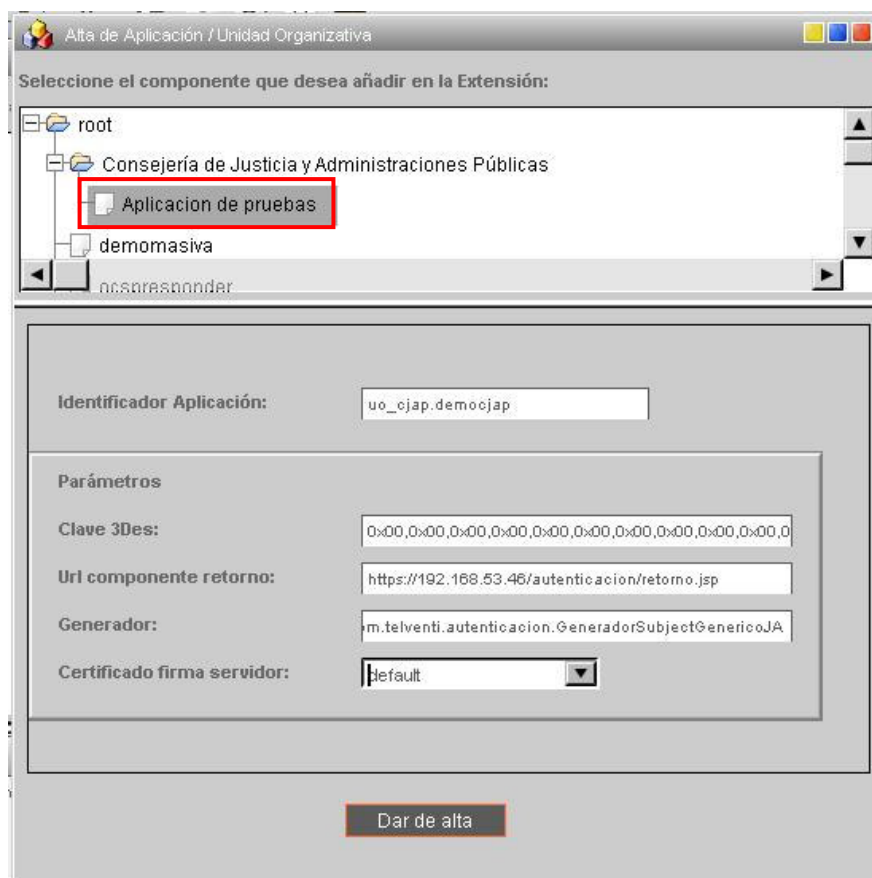 Alta de Aplicación / Unidad Organizativa
Seleccione el componente que desea añadir en la Extensión:
root
Consejería de Justicia y Administraciones Públicas
Aplicacion de pruebas
demomasiva
ocspresponder
Identificador Aplicación: uo_cjap.democjap
Parámetros
Clave 3Des: 0x00,0x00,0x00,0x00,0x00,0x00,0x00,0x00,0x00,0x00,0
Url componente retorno: https://192.168.53.46/autenticacion/retorno.jsp
Generador: m.telventi.autenticacion.GeneradorSubjectGenericoJA
Certificado firma servidor: default
Dar de alta